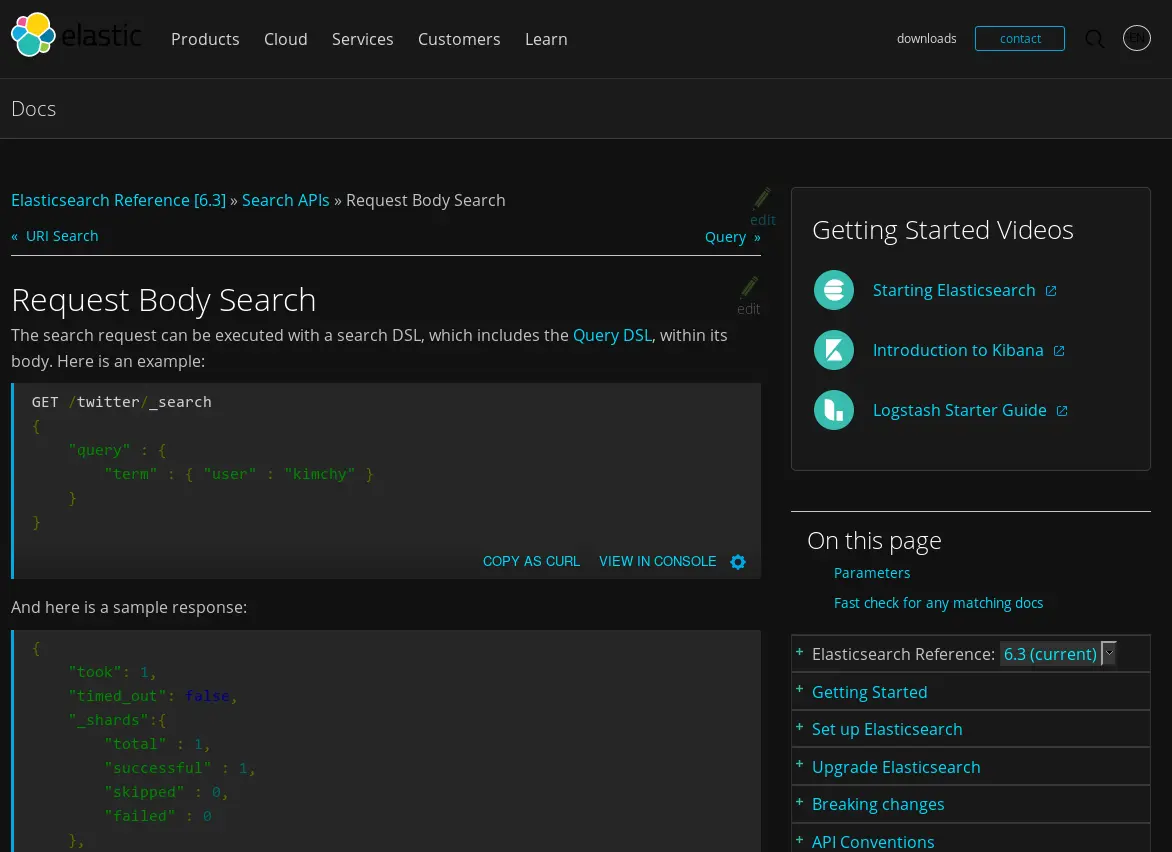 elastic
Products Cloud Services Customers Learn
downloads contact EN
Docs
Elasticsearch Reference [6.3] » Search APIs » Request Body Search
edit
« URI Search
Query »
Request Body Search
edit
The search request can be executed with a search DSL, which includes the Query DSL, within its
body. Here is an example:
GET /twitter/_search
{
"query" : {
"term" : { "user" : "kimchy" }
}
}
COPY AS CURL VIEW IN CONSOLE
And here is a sample response:
{
"took": 1,
"timed_out": false,
"_shards":{
"total" : 1,
"successful" : 1,
"skipped" : 0,
"failed" : 0
},
Getting Started Videos
Starting Elasticsearch
Introduction to Kibana
Logstash Starter Guide
On this page
Parameters
Fast check for any matching docs
+ Elasticsearch Reference: 6.3 (current)
+ Getting Started
+ Set up Elasticsearch
+ Upgrade Elasticsearch
+ Breaking changes
+ API Conventions